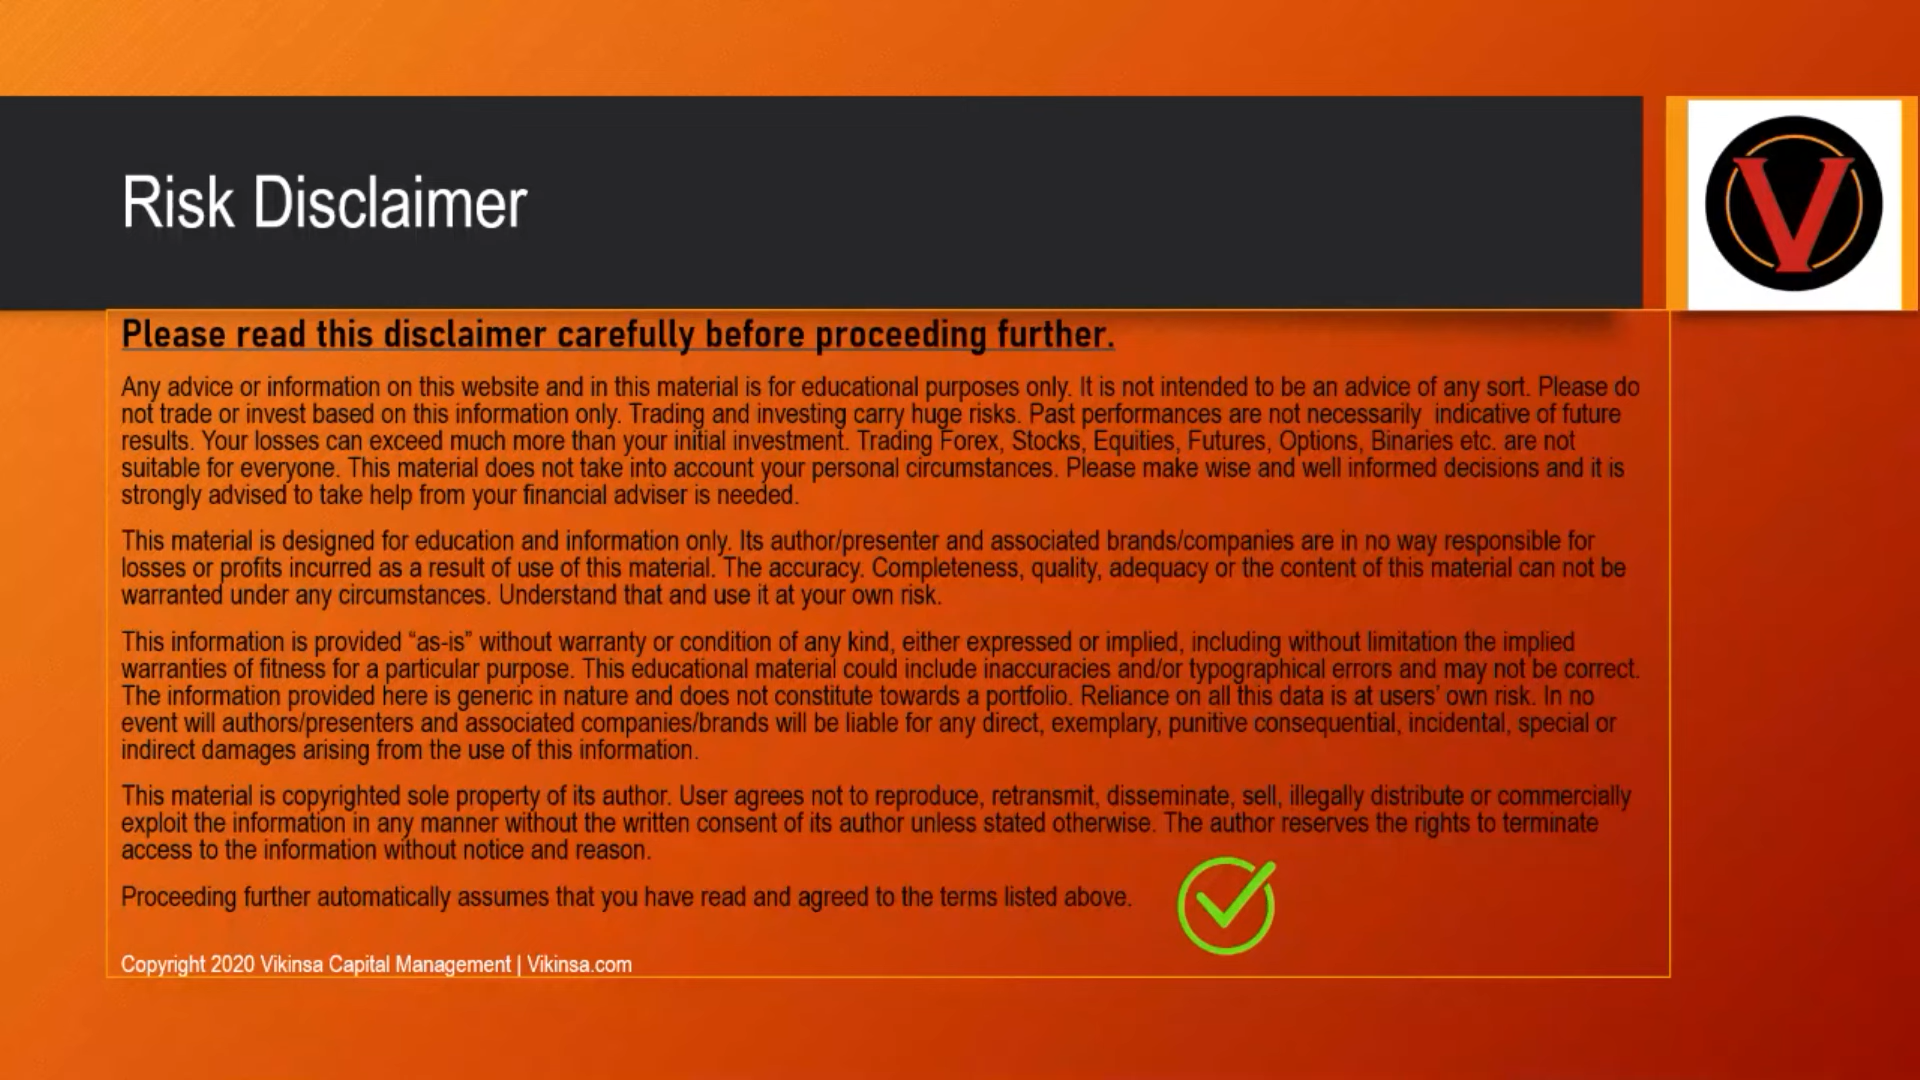 Risk Disclaimer
V
Please read this disclaimer carefully before proceeding further.
Any advice or information on this website and in this material is for educational purposes only. It is not intended to be an advice of any sort. Please do
not trade or invest based on this information only. Trading and investing carry huge risks. Past performances are not necessarily indicative of future
results. Your losses can exceed much more than your initial investment. Trading Forex, Stocks, Equities, Futures, Options, Binaries etc. are not
suitable for everyone. This material does not take into account your personal circumstances. Please make wise and well informed decisions and it is
strongly advised to take help from your financial adviser is needed.
This material is designed for education and information only. Its author/presenter and associated brands/companies are in no way responsible for
losses or profits incurred as a result of use of this material. The accuracy. Completeness, quality, adequacy or the content of this material can not be
warranted under any circumstances. Understand that and use it at your own risk.
This information is provided “as-is” without warranty or condition of any kind, either expressed or implied, including without limitation the implied
warranties of fitness for a particular purpose. This educational material could include inaccuracies and/or typographical errors and may not be correct.
The information provided here is generic in nature and does not constitute towards a portfolio. Reliance on all this data is at users’ own risk. In no
event will authors/presenters and associated companies/brands will be liable for any direct, exemplary, punitive consequential, incidental, special or
indirect damages arising from the use of this information.
This material is copyrighted sole property of its author. User agrees not to reproduce, retransmit, disseminate, sell, illegally distribute or commercially
exploit the information in any manner without the written consent of its author unless stated otherwise. The author reserves the rights to terminate
access to the information without notice and reason.
Proceeding further automatically assumes that you have read and agreed to the terms listed above.
Copyright 2020 Vikinsa Capital Management | Vikinsa.com